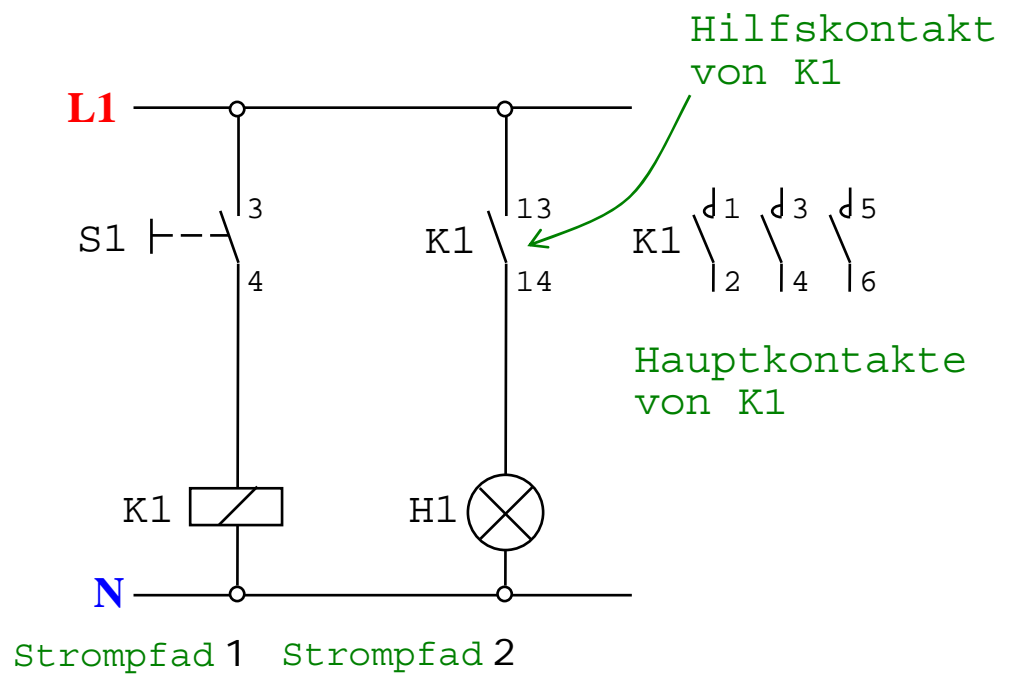 Hilfskontakt
von K1
L1
3
13
1 3 5
S1
K1
K1
4
14
2 4 6
Hauptkontakte
von K1
K1
H1
N
Strompfad 1 Strompfad 2